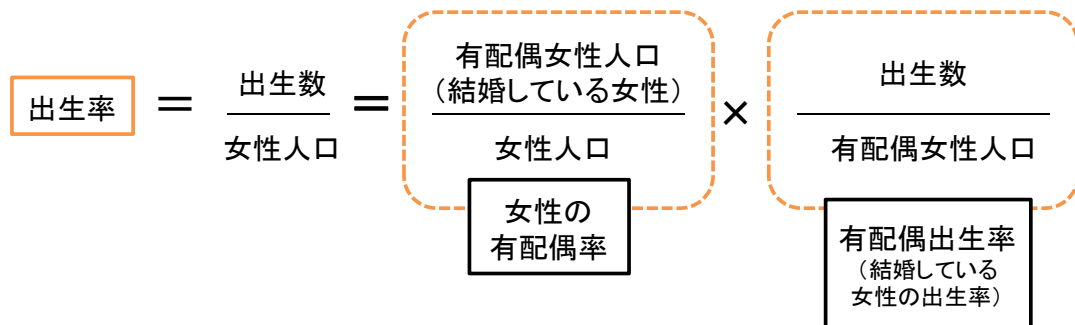 出生率 = 出生数 / 女性人口 = 有配偶女性人口
(結婚している女性)
女性人口
×
出生数
有配偶女性人口
女性の
有配偶率
有配偶出生率
(結婚している
女性の出生率)